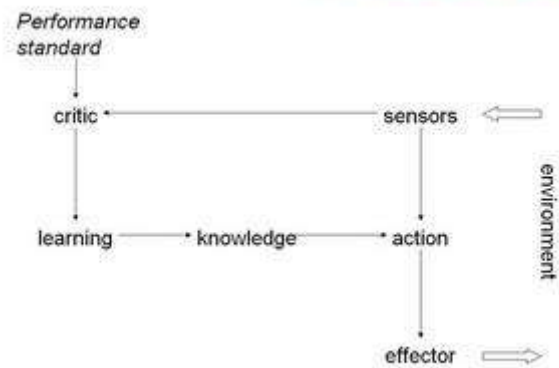 Performance
standard
critic
sensors
environment
learning
knowledge
action
effector